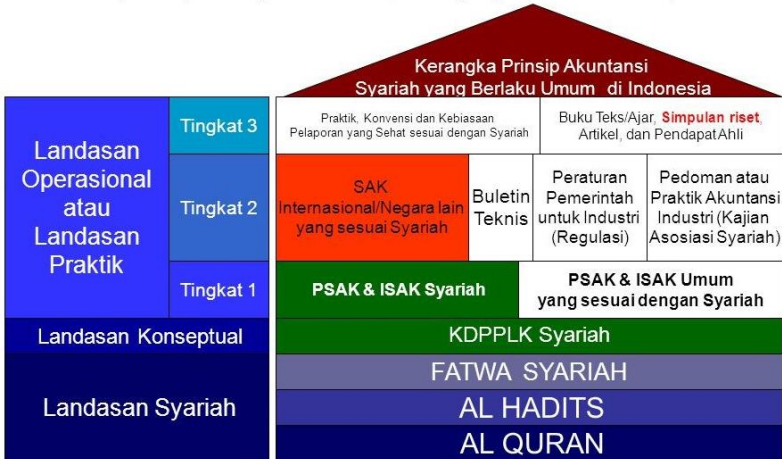 Kerangka Prinsip Akuntansi
Syariah yang Berlaku Umum di Indonesia
Landasan
Operasional
atau
Landasan
Praktik
Tingkat 3
Praktik, Konvensi dan Kebiasaan
Pelaporan yang Sehat sesuai dengan Syariah
Buku Teks/Ajar, Simpulan riset,
Artikel, dan Pendapat Ahli
Tingkat 2
SAK
Internasional/Negara lain
yang sesuai Syariah
Buletin
Teknis
Peraturan
Pemerintah
untuk Industri
(Regulasi)
Pedoman atau
Praktik Akuntansi
Industri (Kajian
Asosiasi Syariah)
Tingkat 1
PSAK & ISAK Syariah
PSAK & ISAK Umum
yang sesuai dengan Syariah
Landasan Konseptual
KDPPLK Syariah
Landasan Syariah
FATWA SYARIAH
AL HADITS
AL QURAN